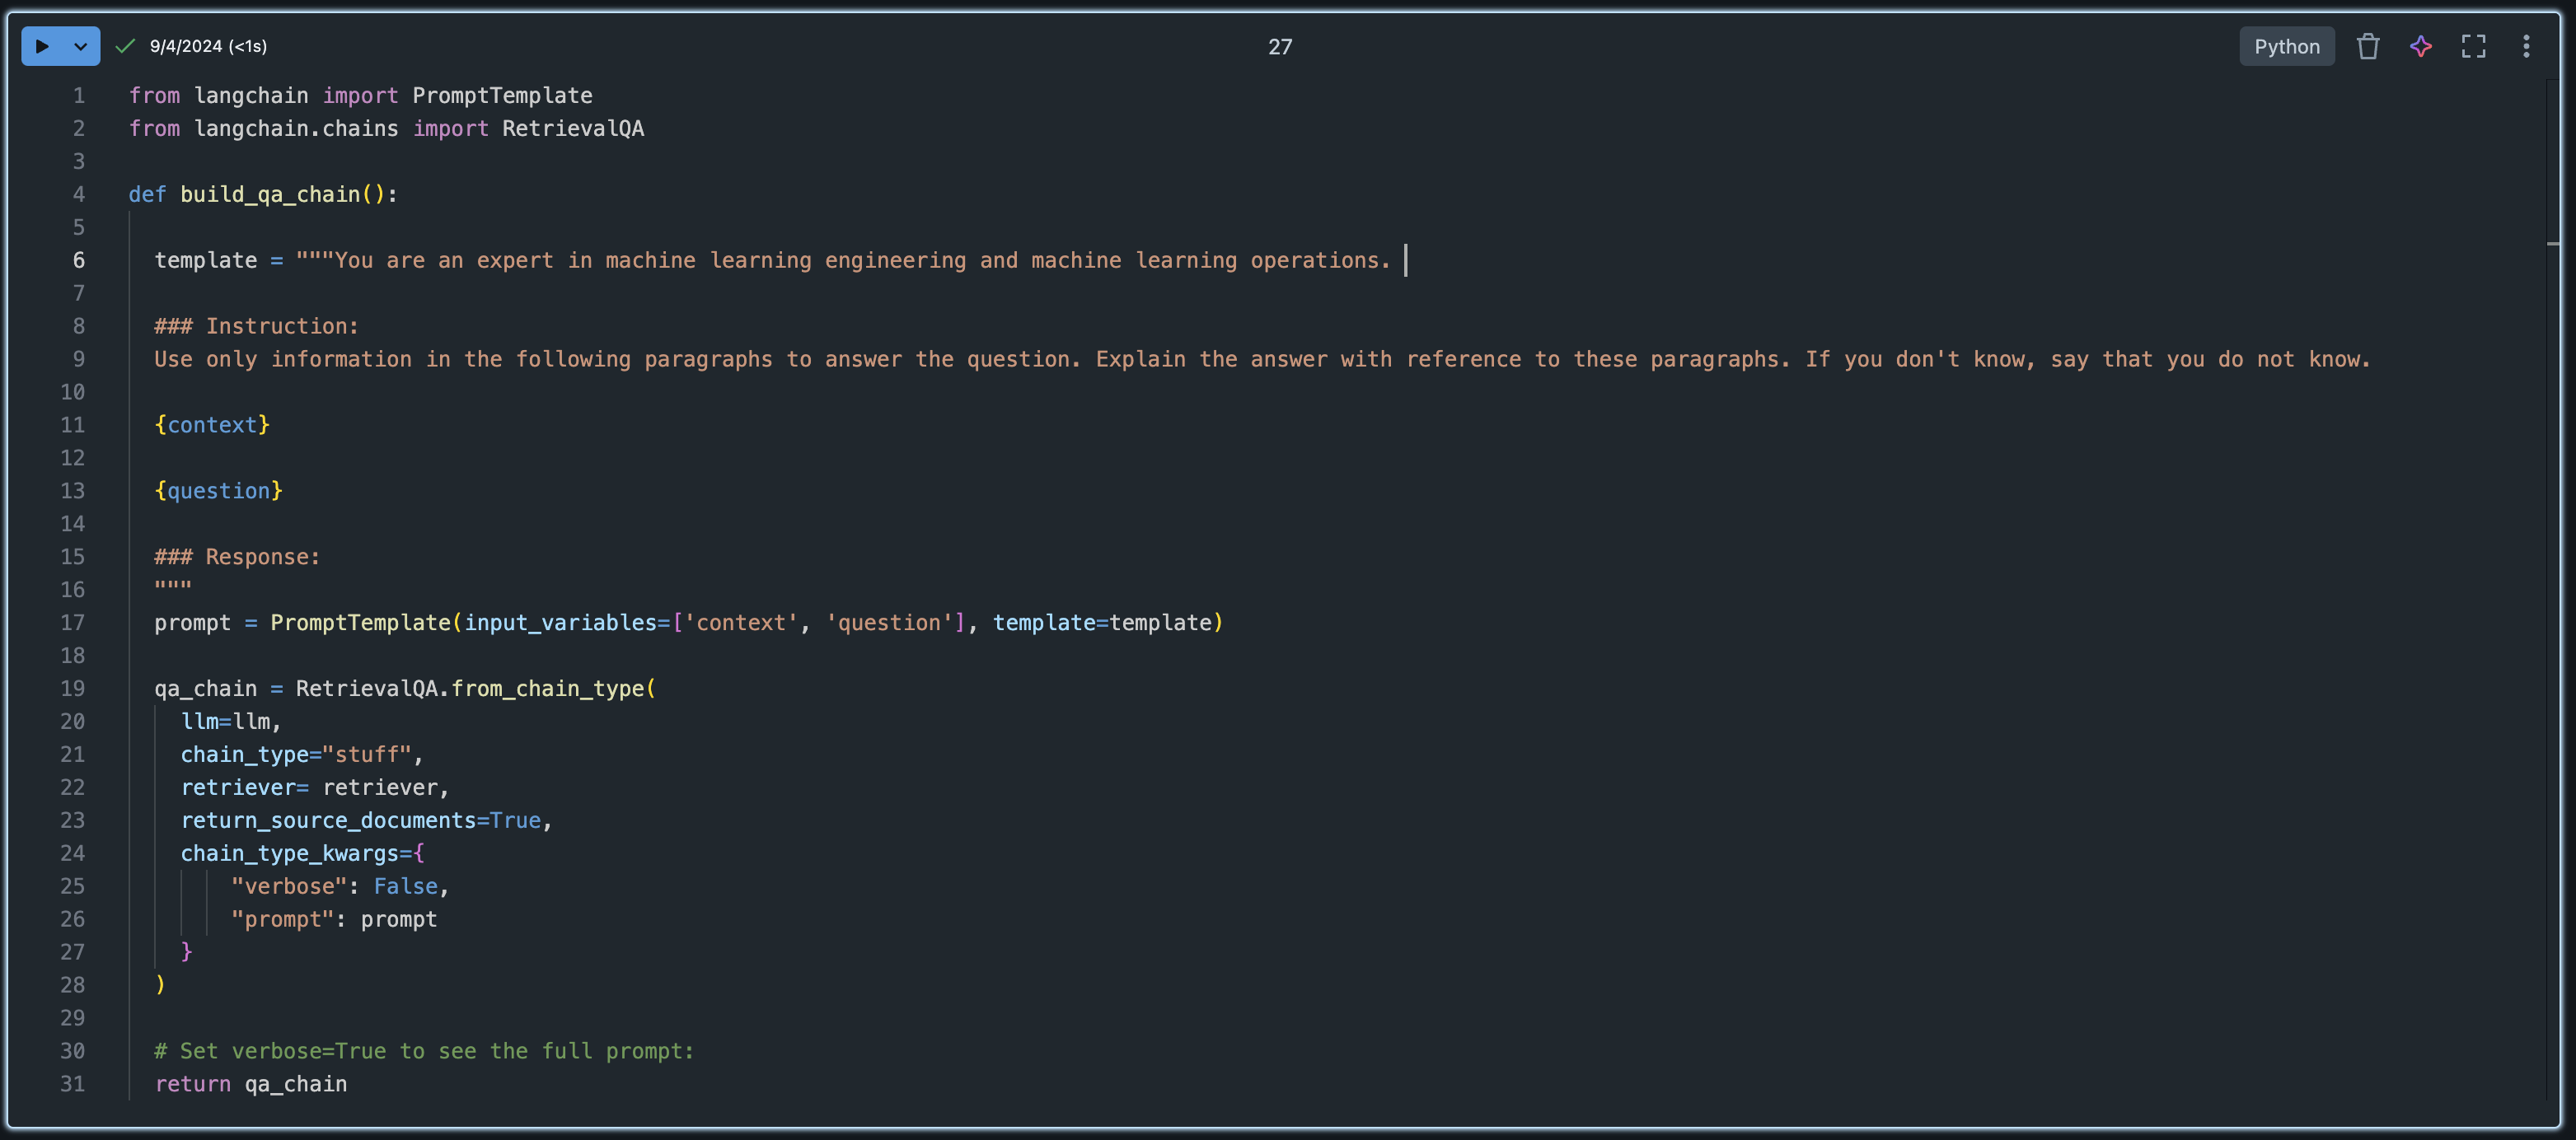 9/4/2024 (<1s)
27
Python
1 from langchain import PromptTemplate
2 from langchain.chains import RetrievalQA
3
4 def build_qa_chain():
5
6   template = """You are an expert in machine learning engineering and machine learning operations.
7
8   ### Instruction:
9   Use only information in the following paragraphs to answer the question. Explain the answer with reference to these paragraphs. If you don't know, say that you do not know.
10
11   {context}
12
13   {question}
14
15   ### Response:
16   """
17   prompt = PromptTemplate(input_variables=['context', 'question'], template=template)
18
19   qa_chain = RetrievalQA.from_chain_type(
20     llm=llm,
21     chain_type="stuff",
22     retriever= retriever,
23     return_source_documents=True,
24     chain_type_kwargs={
25         "verbose": False,
26         "prompt": prompt
27     }
28   )
29
30   # Set verbose=True to see the full prompt:
31   return qa_chain